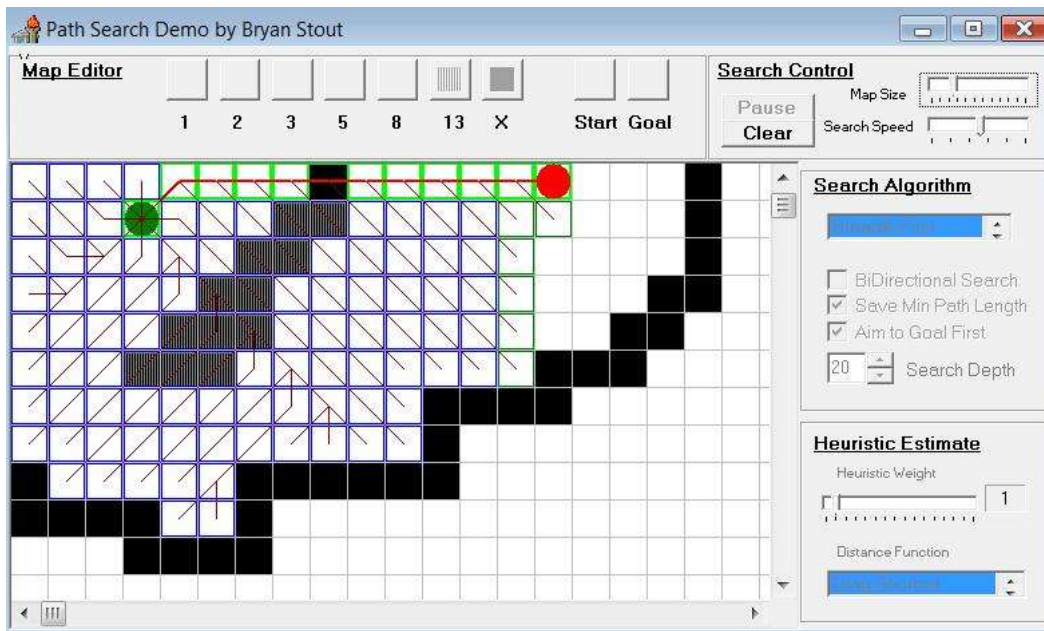 Path Search Demo by Bryan Stout
Map Editor
1 2 3 5 8 13 X Start Goal
Search Control
Pause
Clear
Map Size
Search Speed
Search Algorithm
BiDirectional Search
Save Min Path Length
Aim to Goal First
20 Search Depth
Heuristic Estimate
Heuristic Weight
1
Distance Function